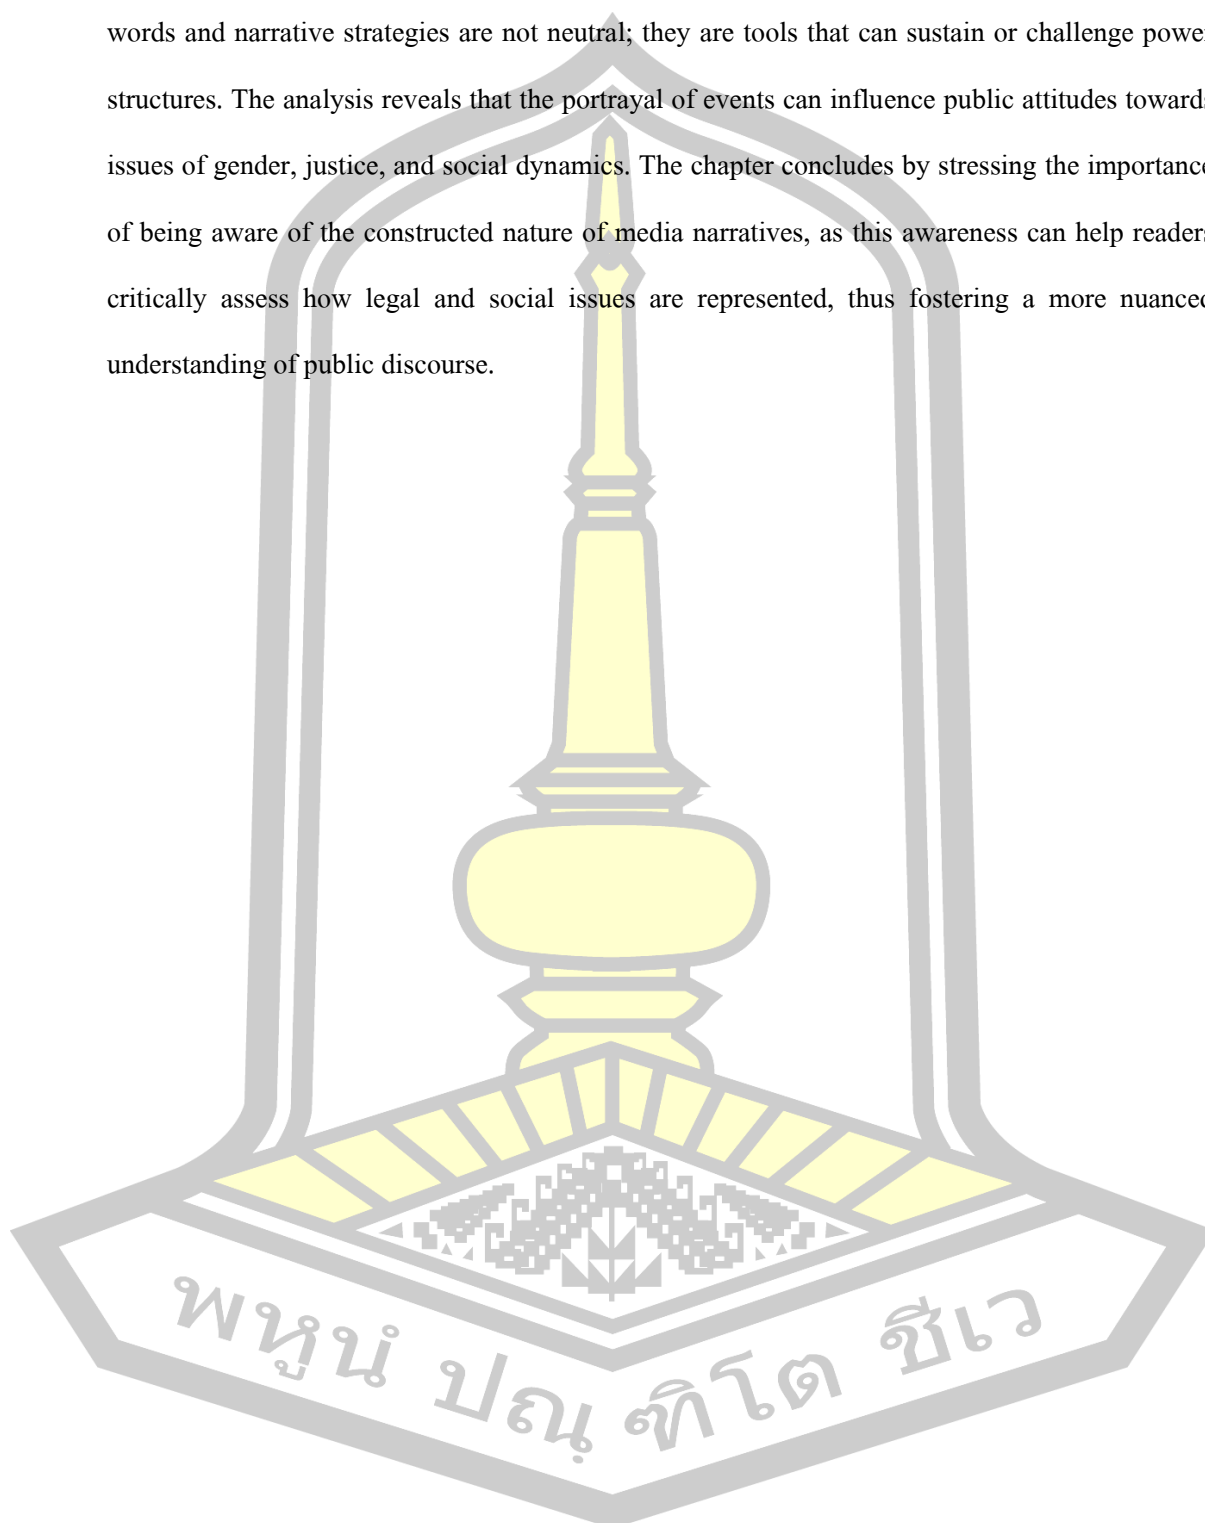 words and narrative strategies are not neutral; they are tools that can sustain or challenge power
structures. The analysis reveals that the portrayal of events can influence public attitudes towards
issues of gender, justice, and social dynamics. The chapter concludes by stressing the importance
of being aware of the constructed nature of media narratives, as this awareness can help readers
critically assess how legal and social issues are represented, thus fostering a more nuanced
understanding of public discourse.
พหูนํ ปณฺฑิโต ชีเว